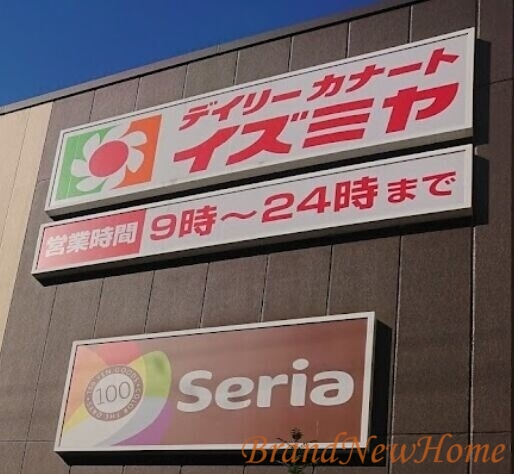 デイリーカナート
イズミヤ
営業時間 9時～24時まで
100
Seria
BrandNewHome